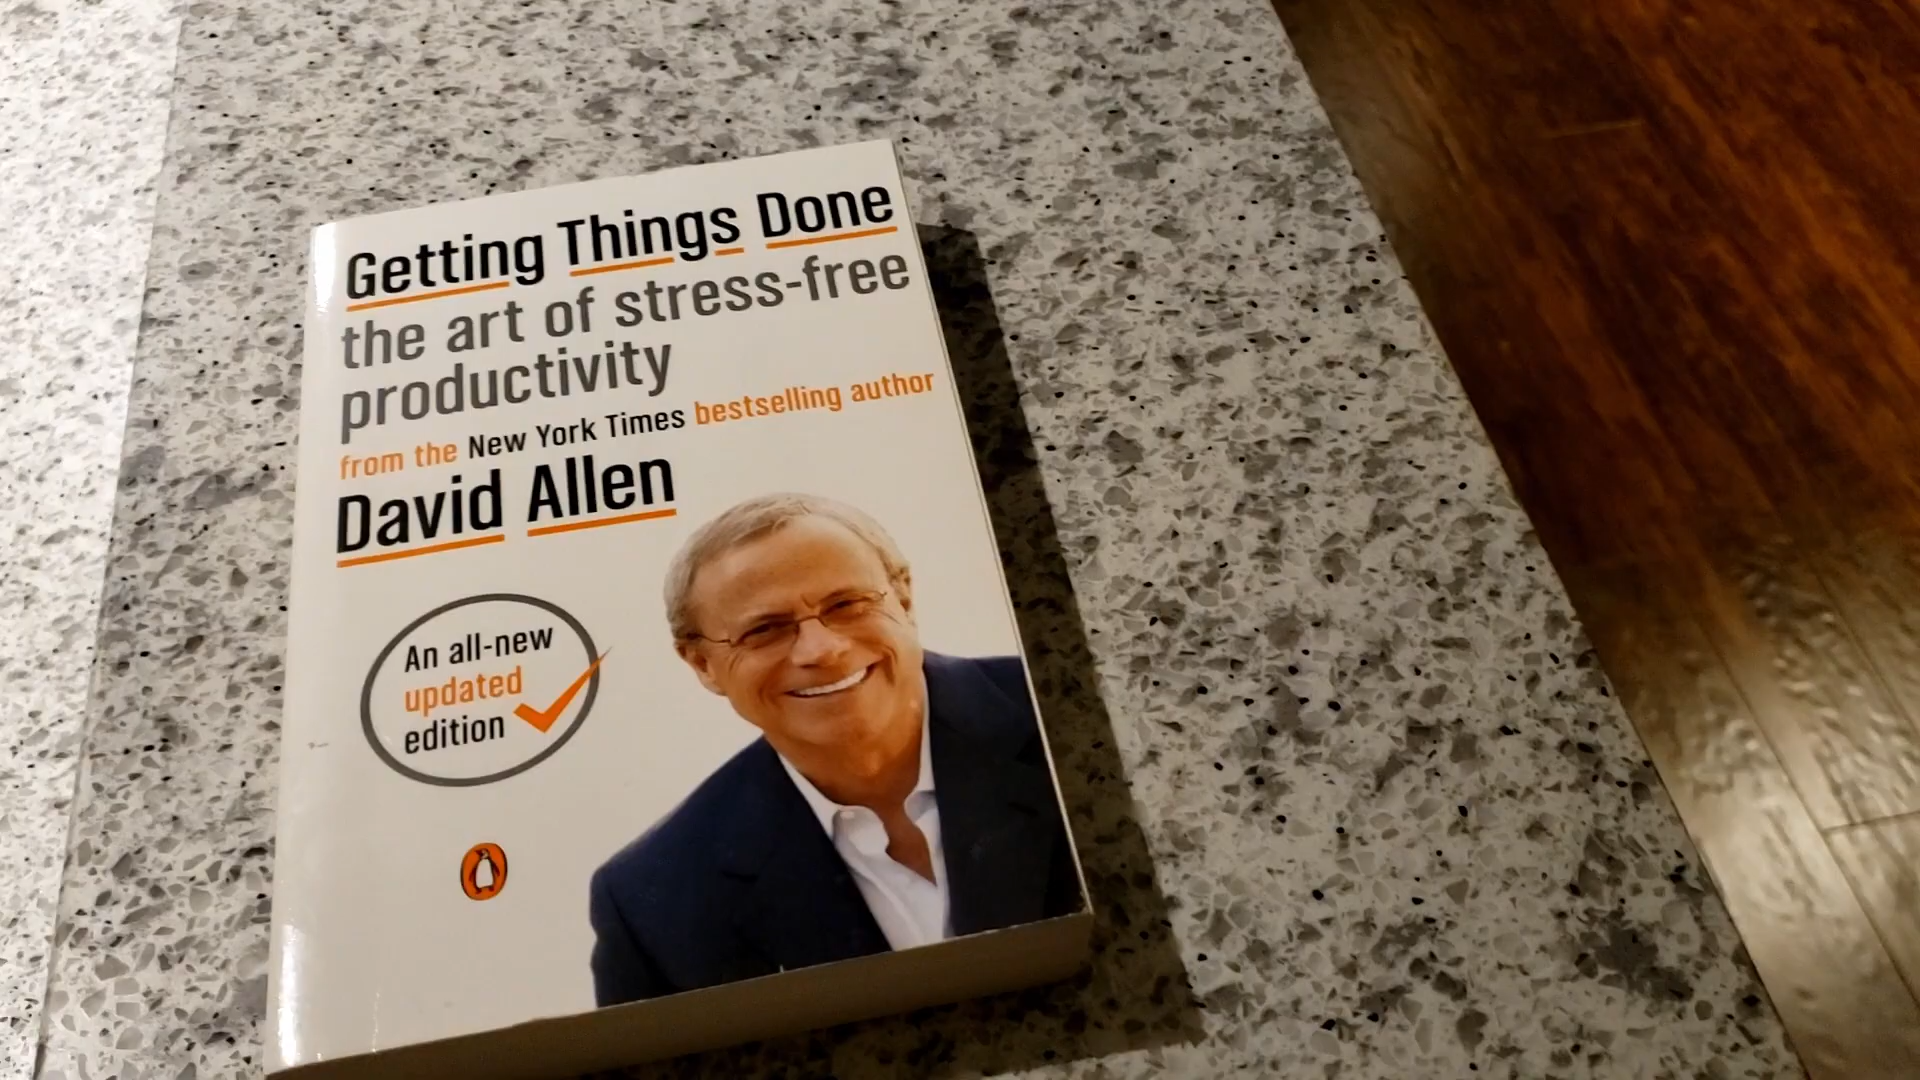 Getting Things Done
the art of stress-free
productivity
from the New York Times bestselling author
David Allen
An all-new
updated
edition